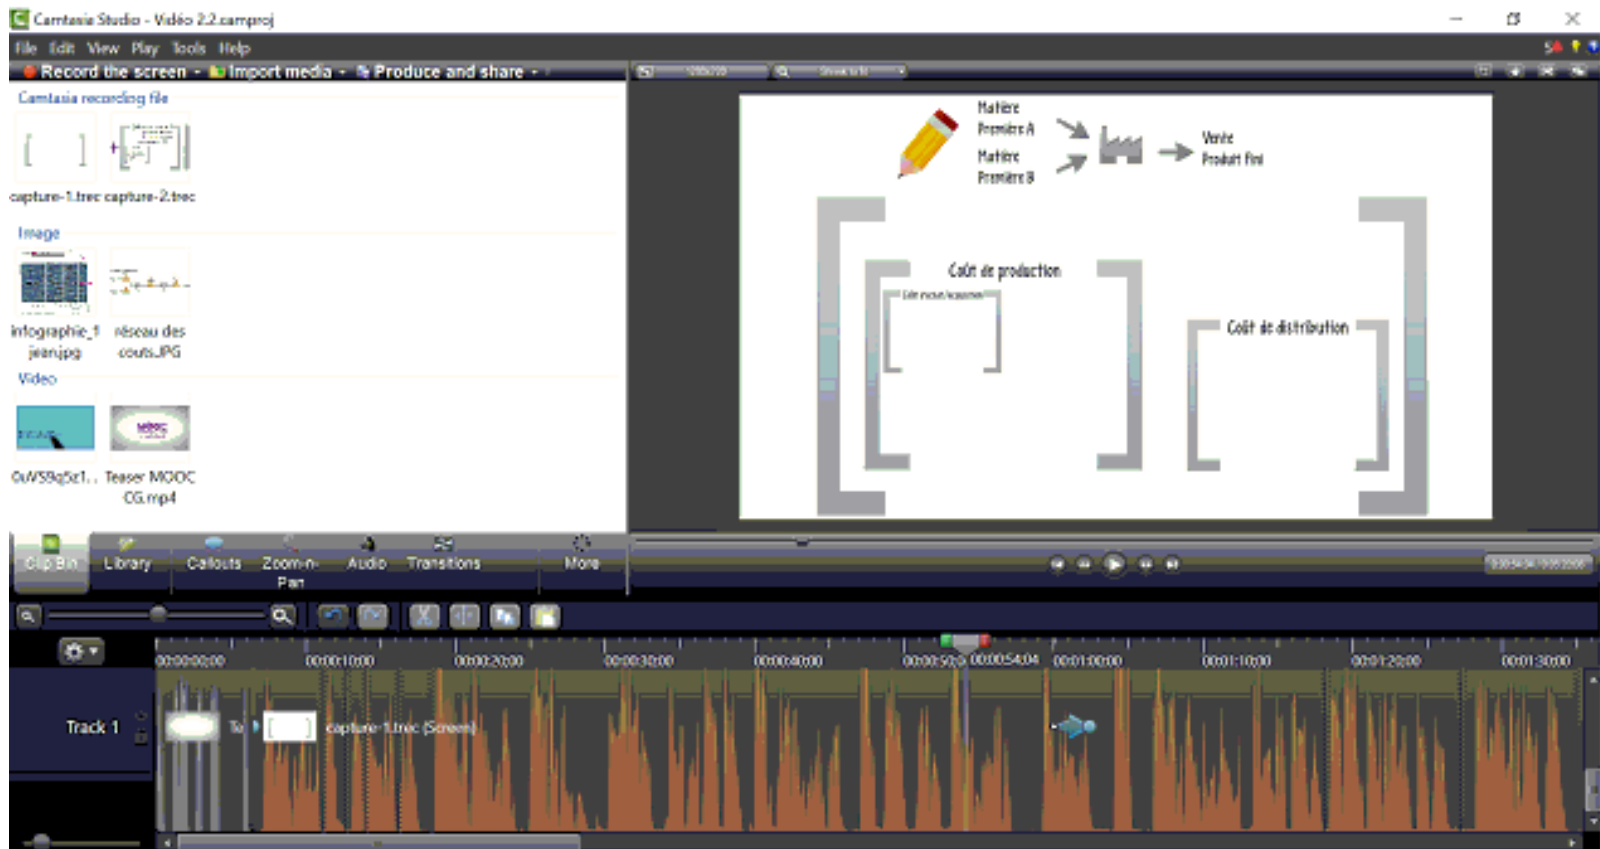 Camtasia Studio - Vidéo 2.2.camproj
File Edit View Play Tools Help
Record the screen Import media Produce and share
Camtasia recording file
capture-1.trec capture-2.trec
Image
infographie_1 réseau des
jean.jpg couts.JPG
Video
Teaser MOOC
CG.mp4
Matière
Première A
Matière
Première B
Vente
Produit Fini
Coût de production
Coût de distribution
Clip Bin Library Callouts Zoom-n- Audio Transitions More
Pan
00:00:00;00 00:00:10;00 00:00:20;00 00:00:30;00 00:00:40;00 00:00:54;04 00:01:00;00 00:01:10;00 00:01:20;00 00:01:30;00
Track 1 Te capture-1.trec (Screen)